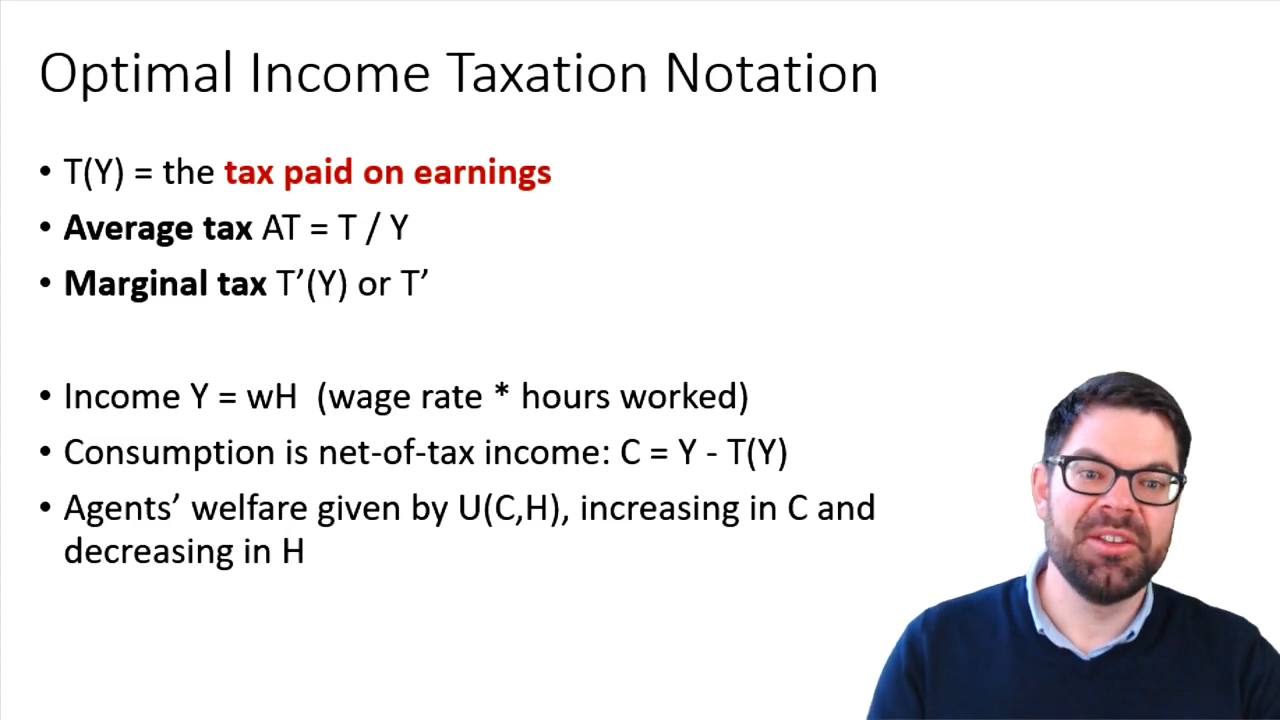 Optimal Income Taxation Notation
• T(Y) = the tax paid on earnings
• Average tax AT = T / Y
• Marginal tax T’(Y) or T’
• Income Y = wH (wage rate * hours worked)
• Consumption is net-of-tax income: C = Y - T(Y)
• Agents’ welfare given by U(C,H), increasing in C and
decreasing in H